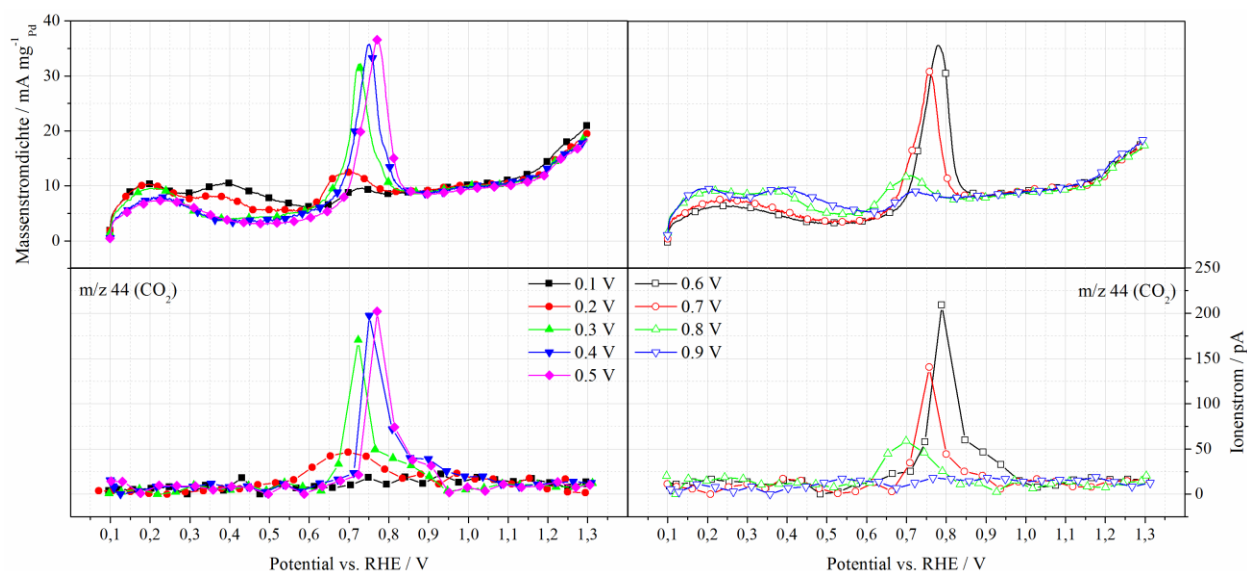 Massenstromdichte / mA mg⁻¹Pd
40
30
20
10
0
m/z 44 (CO₂)
0.1 V
0.2 V
0.3 V
0.4 V
0.5 V
0.6 V
0.7 V
0.8 V
0.9 V
m/z 44 (CO₂)
250
200
150
100
50
0
Ionenstrom / pA
0,1 0,2 0,3 0,4 0,5 0,6 0,7 0,8 0,9 1,0 1,1 1,2 1,3
0,1 0,2 0,3 0,4 0,5 0,6 0,7 0,8 0,9 1,0 1,1 1,2 1,3
Potential vs. RHE / V
Potential vs. RHE / V